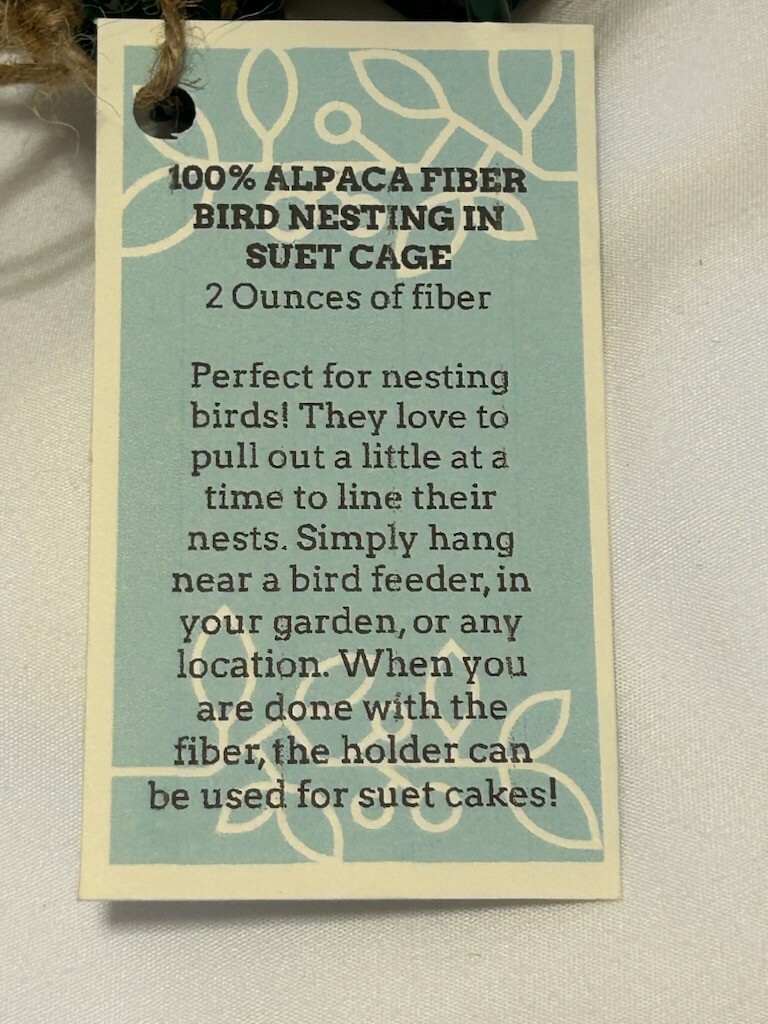 100% ALPACA FIBER
BIRD NESTING IN
SUET CAGE
2 Ounces of fiber
Perfect for nesting
birds! They love to
pull out a little at a
time to line their
nests. Simply hang
near a bird feeder, in
your garden, or any
location. When you
are done with the
fiber, the holder can
be used for suet cakes!